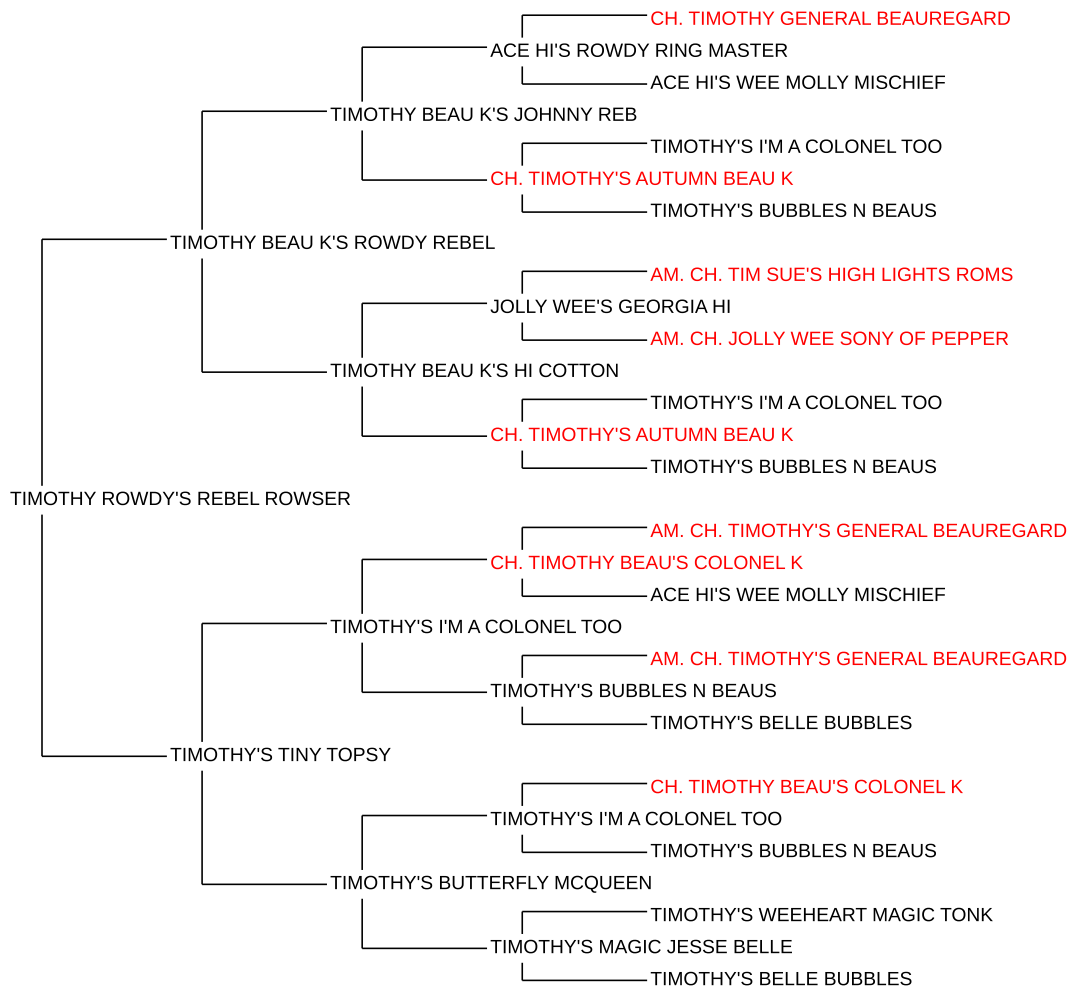 CH. TIMOTHY GENERAL BEAUREGARD
ACE HI'S ROWDY RING MASTER
ACE HI'S WEE MOLLY MISCHIEF
TIMOTHY BEAU K'S JOHNNY REB
TIMOTHY'S I'M A COLONEL TOO
CH. TIMOTHY'S AUTUMN BEAU K
TIMOTHY'S BUBBLES N BEAUS
TIMOTHY BEAU K'S ROWDY REBEL
AM. CH. TIM SUE'S HIGH LIGHTS ROMS
JOLLY WEE'S GEORGIA HI
AM. CH. JOLLY WEE SONY OF PEPPER
TIMOTHY BEAU K'S HI COTTON
TIMOTHY'S I'M A COLONEL TOO
CH. TIMOTHY'S AUTUMN BEAU K
TIMOTHY'S BUBBLES N BEAUS
TIMOTHY ROWDY'S REBEL ROWSER
AM. CH. TIMOTHY'S GENERAL BEAUREGARD
CH. TIMOTHY BEAU'S COLONEL K
ACE HI'S WEE MOLLY MISCHIEF
TIMOTHY'S I'M A COLONEL TOO
AM. CH. TIMOTHY'S GENERAL BEAUREGARD
TIMOTHY'S BUBBLES N BEAUS
TIMOTHY'S BELLE BUBBLES
TIMOTHY'S TINY TOPSY
CH. TIMOTHY BEAU'S COLONEL K
TIMOTHY'S I'M A COLONEL TOO
TIMOTHY'S BUBBLES N BEAUS
TIMOTHY'S BUTTERFLY MCQUEEN
TIMOTHY'S WEEHEART MAGIC TONK
TIMOTHY'S MAGIC JESSE BELLE
TIMOTHY'S BELLE BUBBLES